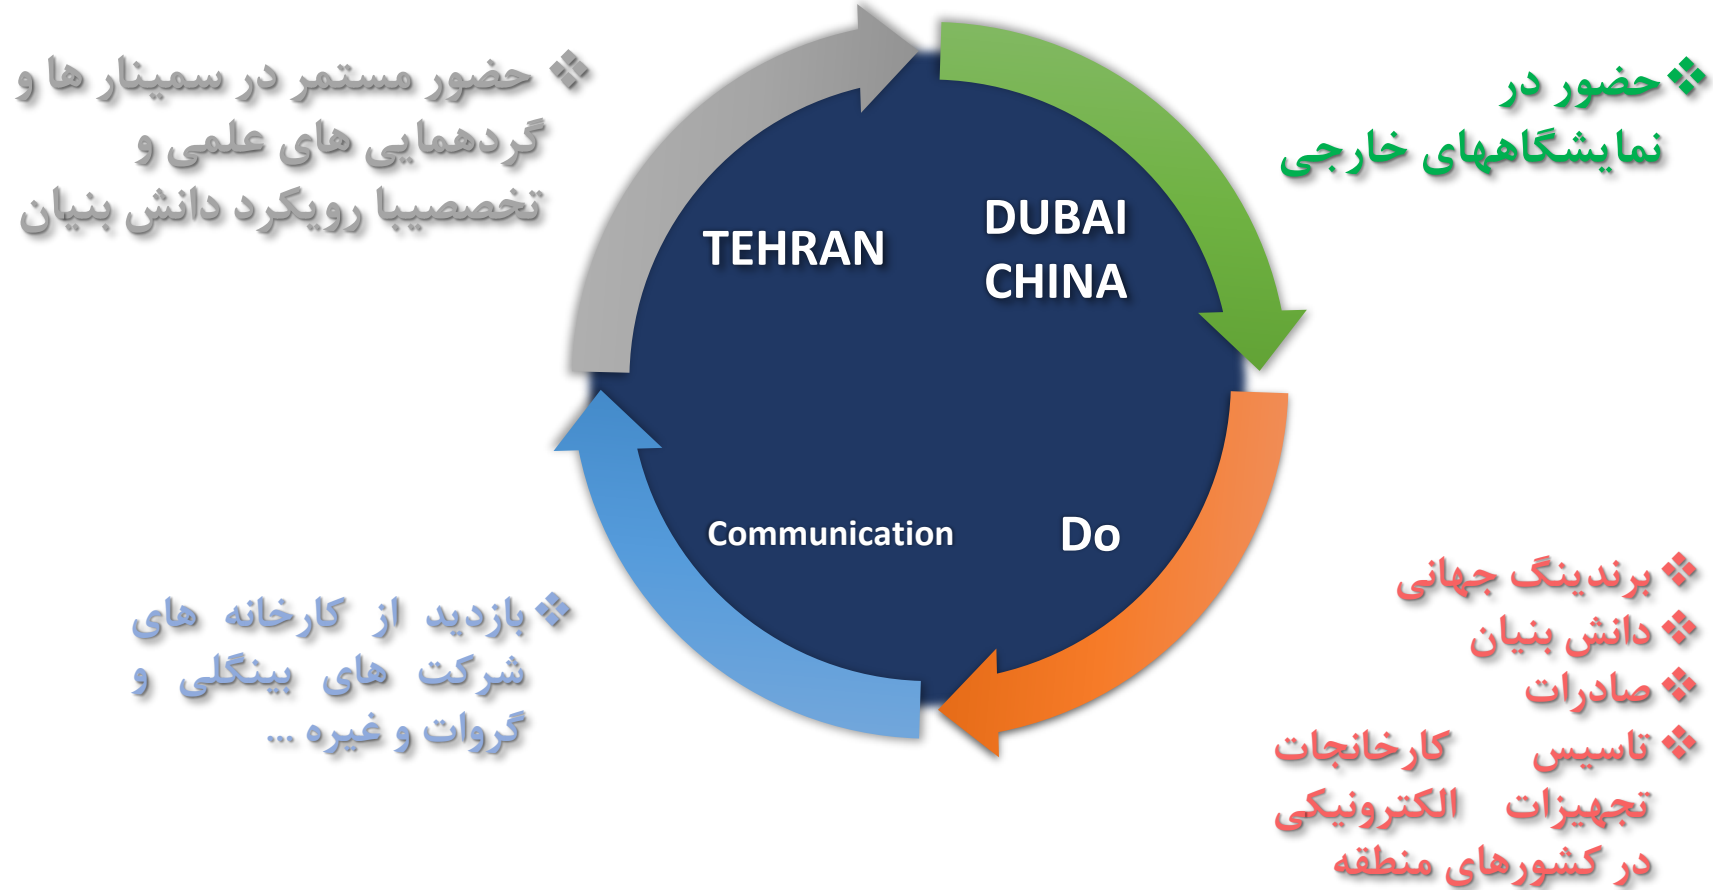 ❖ حضور مستمر در سمینار ها و
گردهمایی های علمی و
تخصصیبا رویکرد دانش بنیان
❖ حضور در
نمایشگاههای خارجی
TEHRAN
DUBAI
CHINA
Communication
Do
❖ بازدید از کارخانه های
شرکت های بینگلی و
گروات و غیره ...
❖ برندینگ جهانی
❖ دانش بنیان
❖ صادرات
❖ تاسیس کارخانجات
تجهیزات الکترونیکی
در کشورهای منطقه